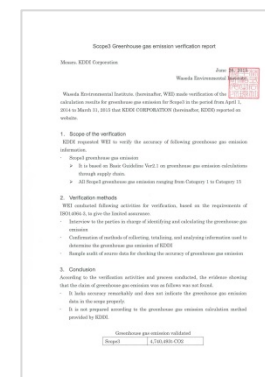 Scope3 Greenhouse gas emission verification report
Messrs. KDDI Corporation
June
Waseda Environmental Institute
Waseda Environmental Institute, (hereinafter, WEI) made verification of the
calculation results for greenhouse gas emission for Scope3 in the period from April 1,
2014 to March 31, 2015 that KDDI CORPORATION (hereinafter, KDDI) reported on
website.
1. Scope of the verification
KDDI requested WEI to verify the accuracy of following greenhouse gas emission
information.
- Scope3 greenhouse gas emission
➢ It is based on Basic Guideline Ver2.1 on greenhouse gas emission calculations
through supply chain.
➢ All Scope3 greenhouse gas emission ranging from Category 1 to Category 15
2. Verification methods
WEI conducted following activities for verification, based on the requirements of
ISO14064-3, to give the limited assurance.
- Interview to the parties in charge of identifying and calculating the greenhouse gas
emission
- Confirmation of methods of collecting, totalising, and analysing information used to
determine the greenhouse gas emission of KDDI
- Sample audit of source data for checking the accuracy of greenhouse gas emission
3. Conclusion
According to the verification activities and process conducted, the evidence showing
that the claim of greenhouse gas emission was as follows was not found.
- It lacks accuracy remarkably and does not indicate the greenhouse gas emission
data in the scope properly.
- It is not prepared according to the greenhouse gas emission calculation method
provided by KDDI.
Greenhouse gas emission validated
Scope3